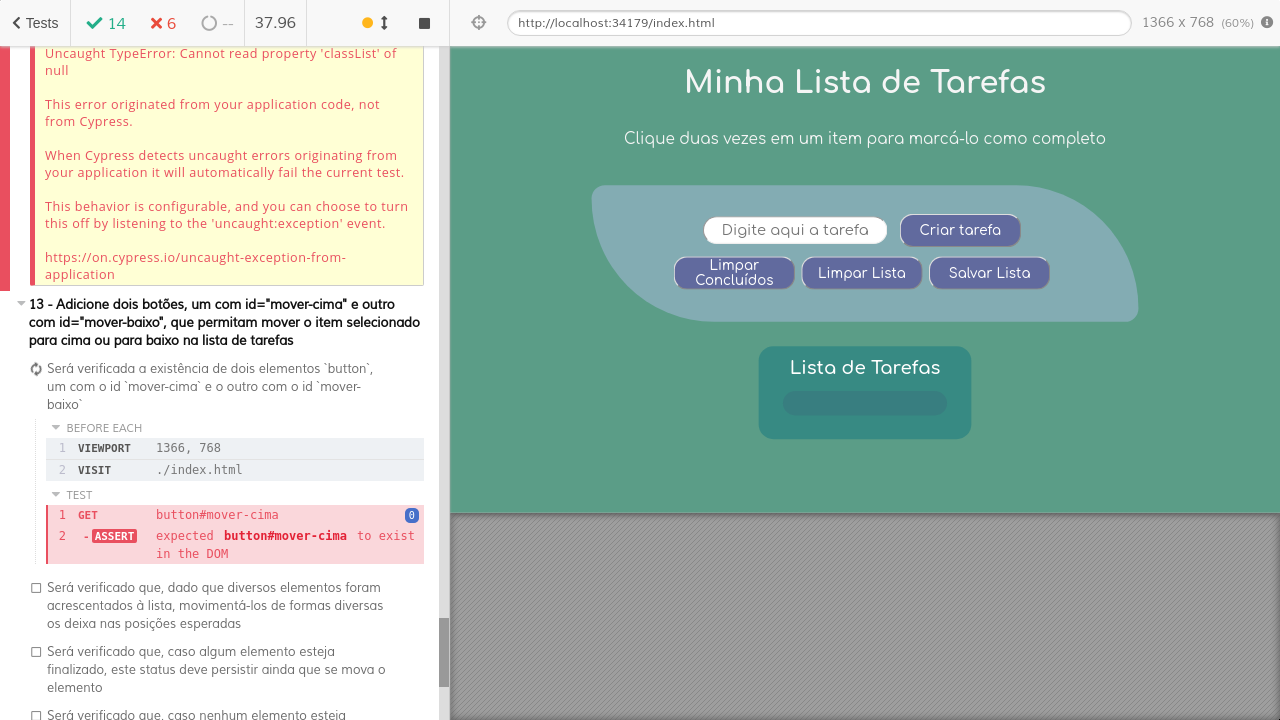 Tests
14
6
--
37.96
http://localhost:34179/index.html
1366 x 768 (60%)
Uncaught TypeError: Cannot read property 'classList' of
null
This error originated from your application code, not
from Cypress.
When Cypress detects uncaught errors originating from
your application it will automatically fail the current test.
This behavior is configurable, and you can choose to turn
this off by listening to the 'uncaught:exception' event.
https://on.cypress.io/uncaught-exception-from-
application
13 - Adicione dois botões, um com id="mover-cima" e outro
com id="mover-baixo", que permitam mover o item selecionado
para cima ou para baixo na lista de tarefas
Será verificada a existência de dois elementos `button`,
um com o id `mover-cima` e o outro com o id `mover-
baixo`
BEFORE EACH
1 VIEWPORT 1366, 768
2 VISIT ./index.html
TEST
1 GET button#mover-cima 0
2 -ASSERT expected button#mover-cima to exist
in the DOM
Será verificado que, dado que diversos elementos foram
acrescentados à lista, movimentá-los de formas diversas
os deixa nas posições esperadas
Será verificado que, caso algum elemento esteja
finalizado, este status deve persistir ainda que se mova o
elemento
Será verificado que, caso nenhum elemento esteja
Minha Lista de Tarefas
Clique duas vezes em um item para marcá-lo como completo
Digite aqui a tarefa
Criar tarefa
Limpar
Concluídos
Limpar Lista
Salvar Lista
Lista de Tarefas